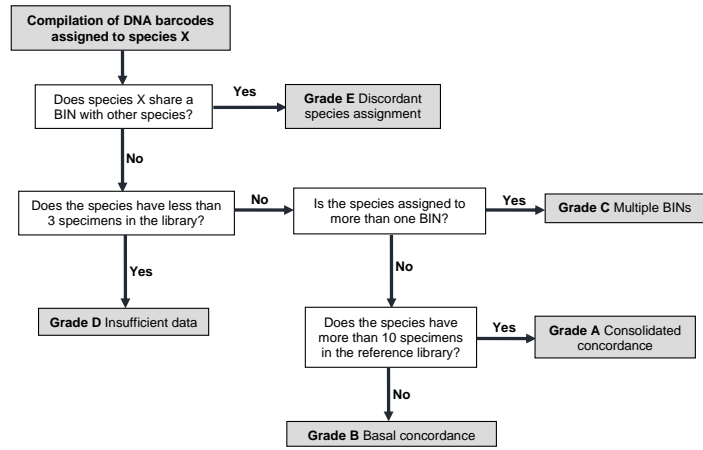 Compilation of DNA barcodes
assigned to species X
Does species X share a
BIN with other species?
Yes
Grade E Discordant
species assignment
No
Does the species have less than
3 specimens in the library?
No
Is the species assigned to
more than one BIN?
Yes
Grade C Multiple BINs
Yes
No
Grade D Insufficient data
Does the species have
more than 10 specimens
in the reference library?
Yes
Grade A Consolidated
concordance
No
Grade B Basal concordance